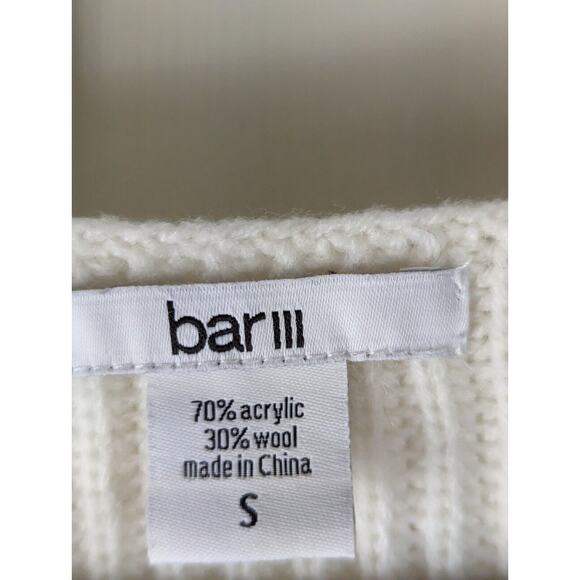 bar III
70% acrylic
30% wool
made in China
S